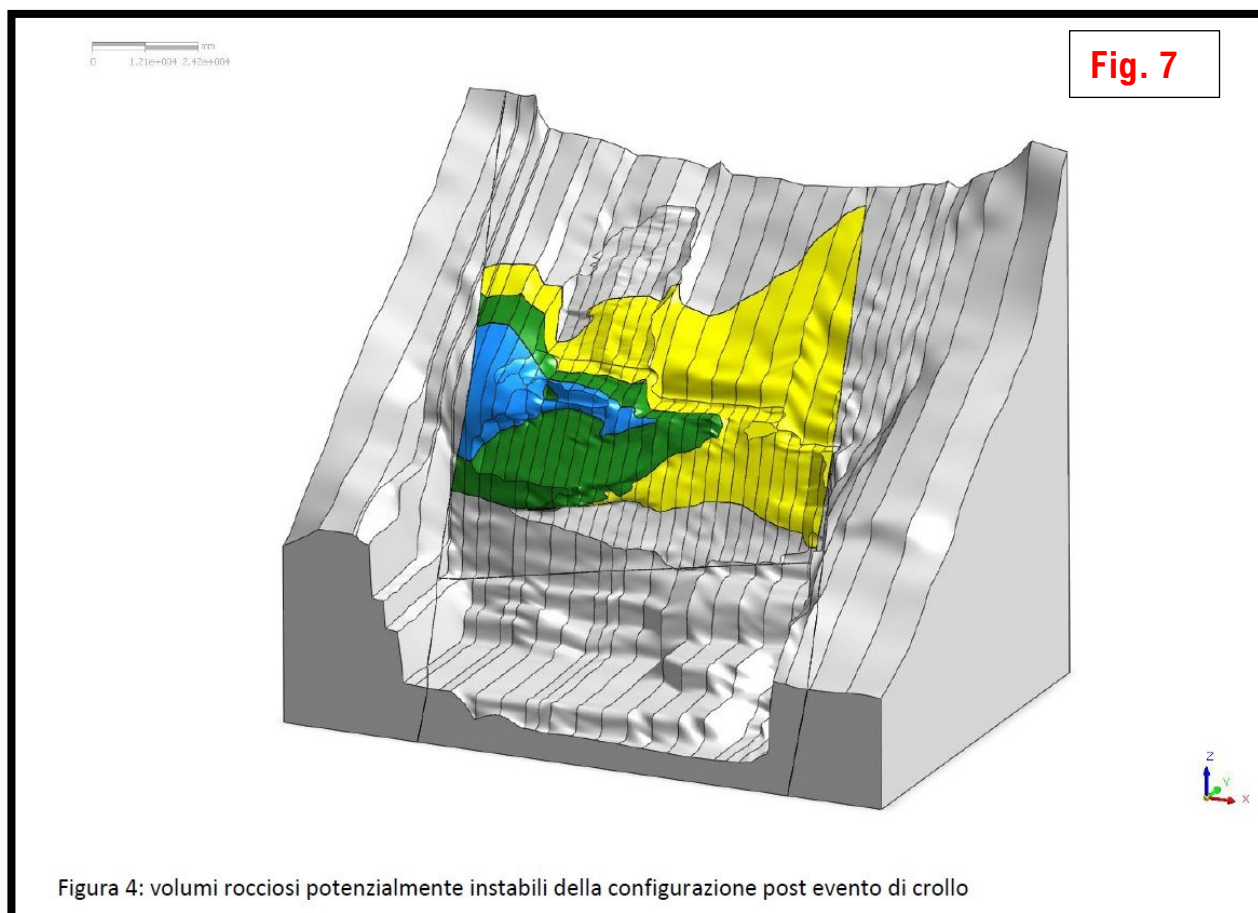 mm
0 1.21e+004 2.42e+004
Fig. 7
Z
Y
X
Figura 4: volumi rocciosi potenzialmente instabili della configurazione post evento di crollo